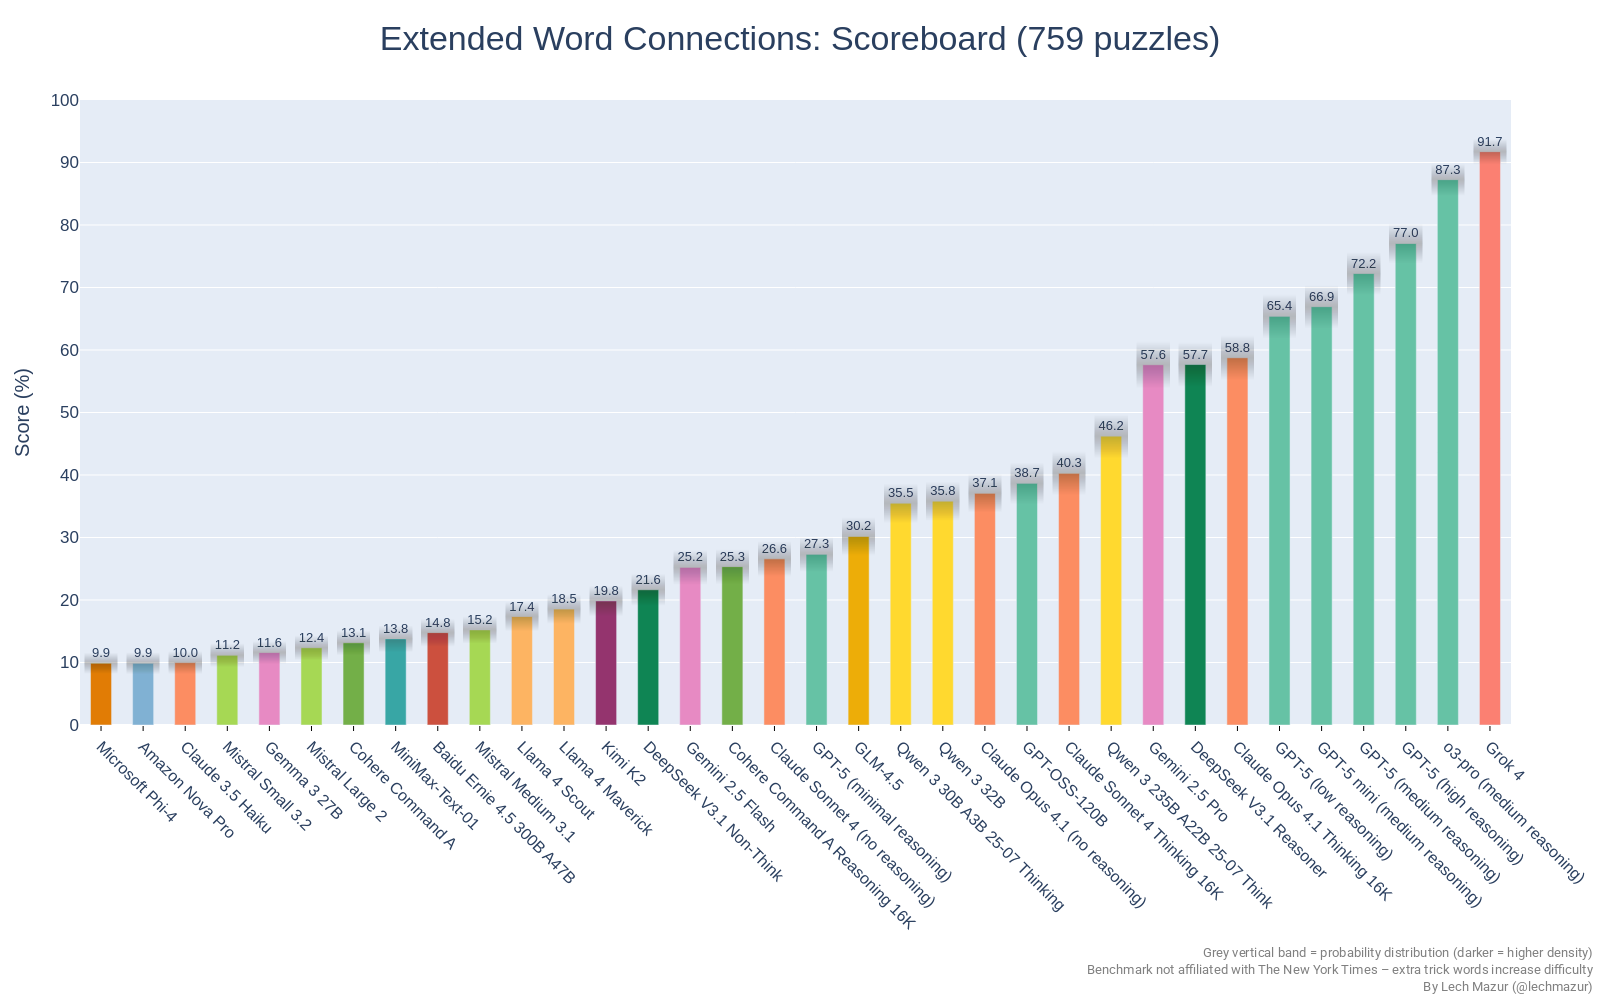 Extended Word Connections: Scoreboard (759 puzzles)
Score (%)
100
90
80
70
60
50
40
30
20
10
0
9.9
9.9
10.0
11.2
11.6
12.4
13.1
13.8
14.8
15.2
17.4
18.5
19.8
21.6
25.2
25.3
26.6
27.3
30.2
35.5
35.8
37.1
38.7
40.3
46.2
57.6
57.7
58.8
65.4
66.9
72.2
77.0
87.3
91.7
Microsoft Phi-4
Amazon Nova Pro
Claude 3.5 Haiku
Mistral Small 3.2
Gemma 3 27B
Mistral Large 2
Cohere Command A
MiniMax-Text-01
Baidu Ernie 4.5 300B A47B
Mistral Medium 3.1
Llama 4 Scout
Llama 4 Maverick
Kimi K2
DeepSeek V3.1 Non-Think
Gemini 2.5 Flash
Cohere Command A Reasoning 16K
Claude Sonnet 4 (no reasoning)
GPT-5 (minimal reasoning)
GLM-4.5
Qwen 3 30B A3B 25-07 Thinking
Qwen 3 32B
Claude Opus 4.1 (no reasoning)
GPT-OSS-120B
Claude Sonnet 4 Thinking 16K
Qwen 3 235B A22B 25-07 Think
Gemini 2.5 Pro
DeepSeek V3.1 Reasoner
Claude Opus 4.1 Thinking 16K
GPT-5 (low reasoning)
GPT-5 mini (medium reasoning)
GPT-5 (medium reasoning)
GPT-5 (high reasoning)
o3-pro (medium reasoning)
Grok 4
Grey vertical band = probability distribution (darker = higher density)
Benchmark not affiliated with The New York Times – extra trick words increase difficulty
By Lech Mazur (@lechmazur)